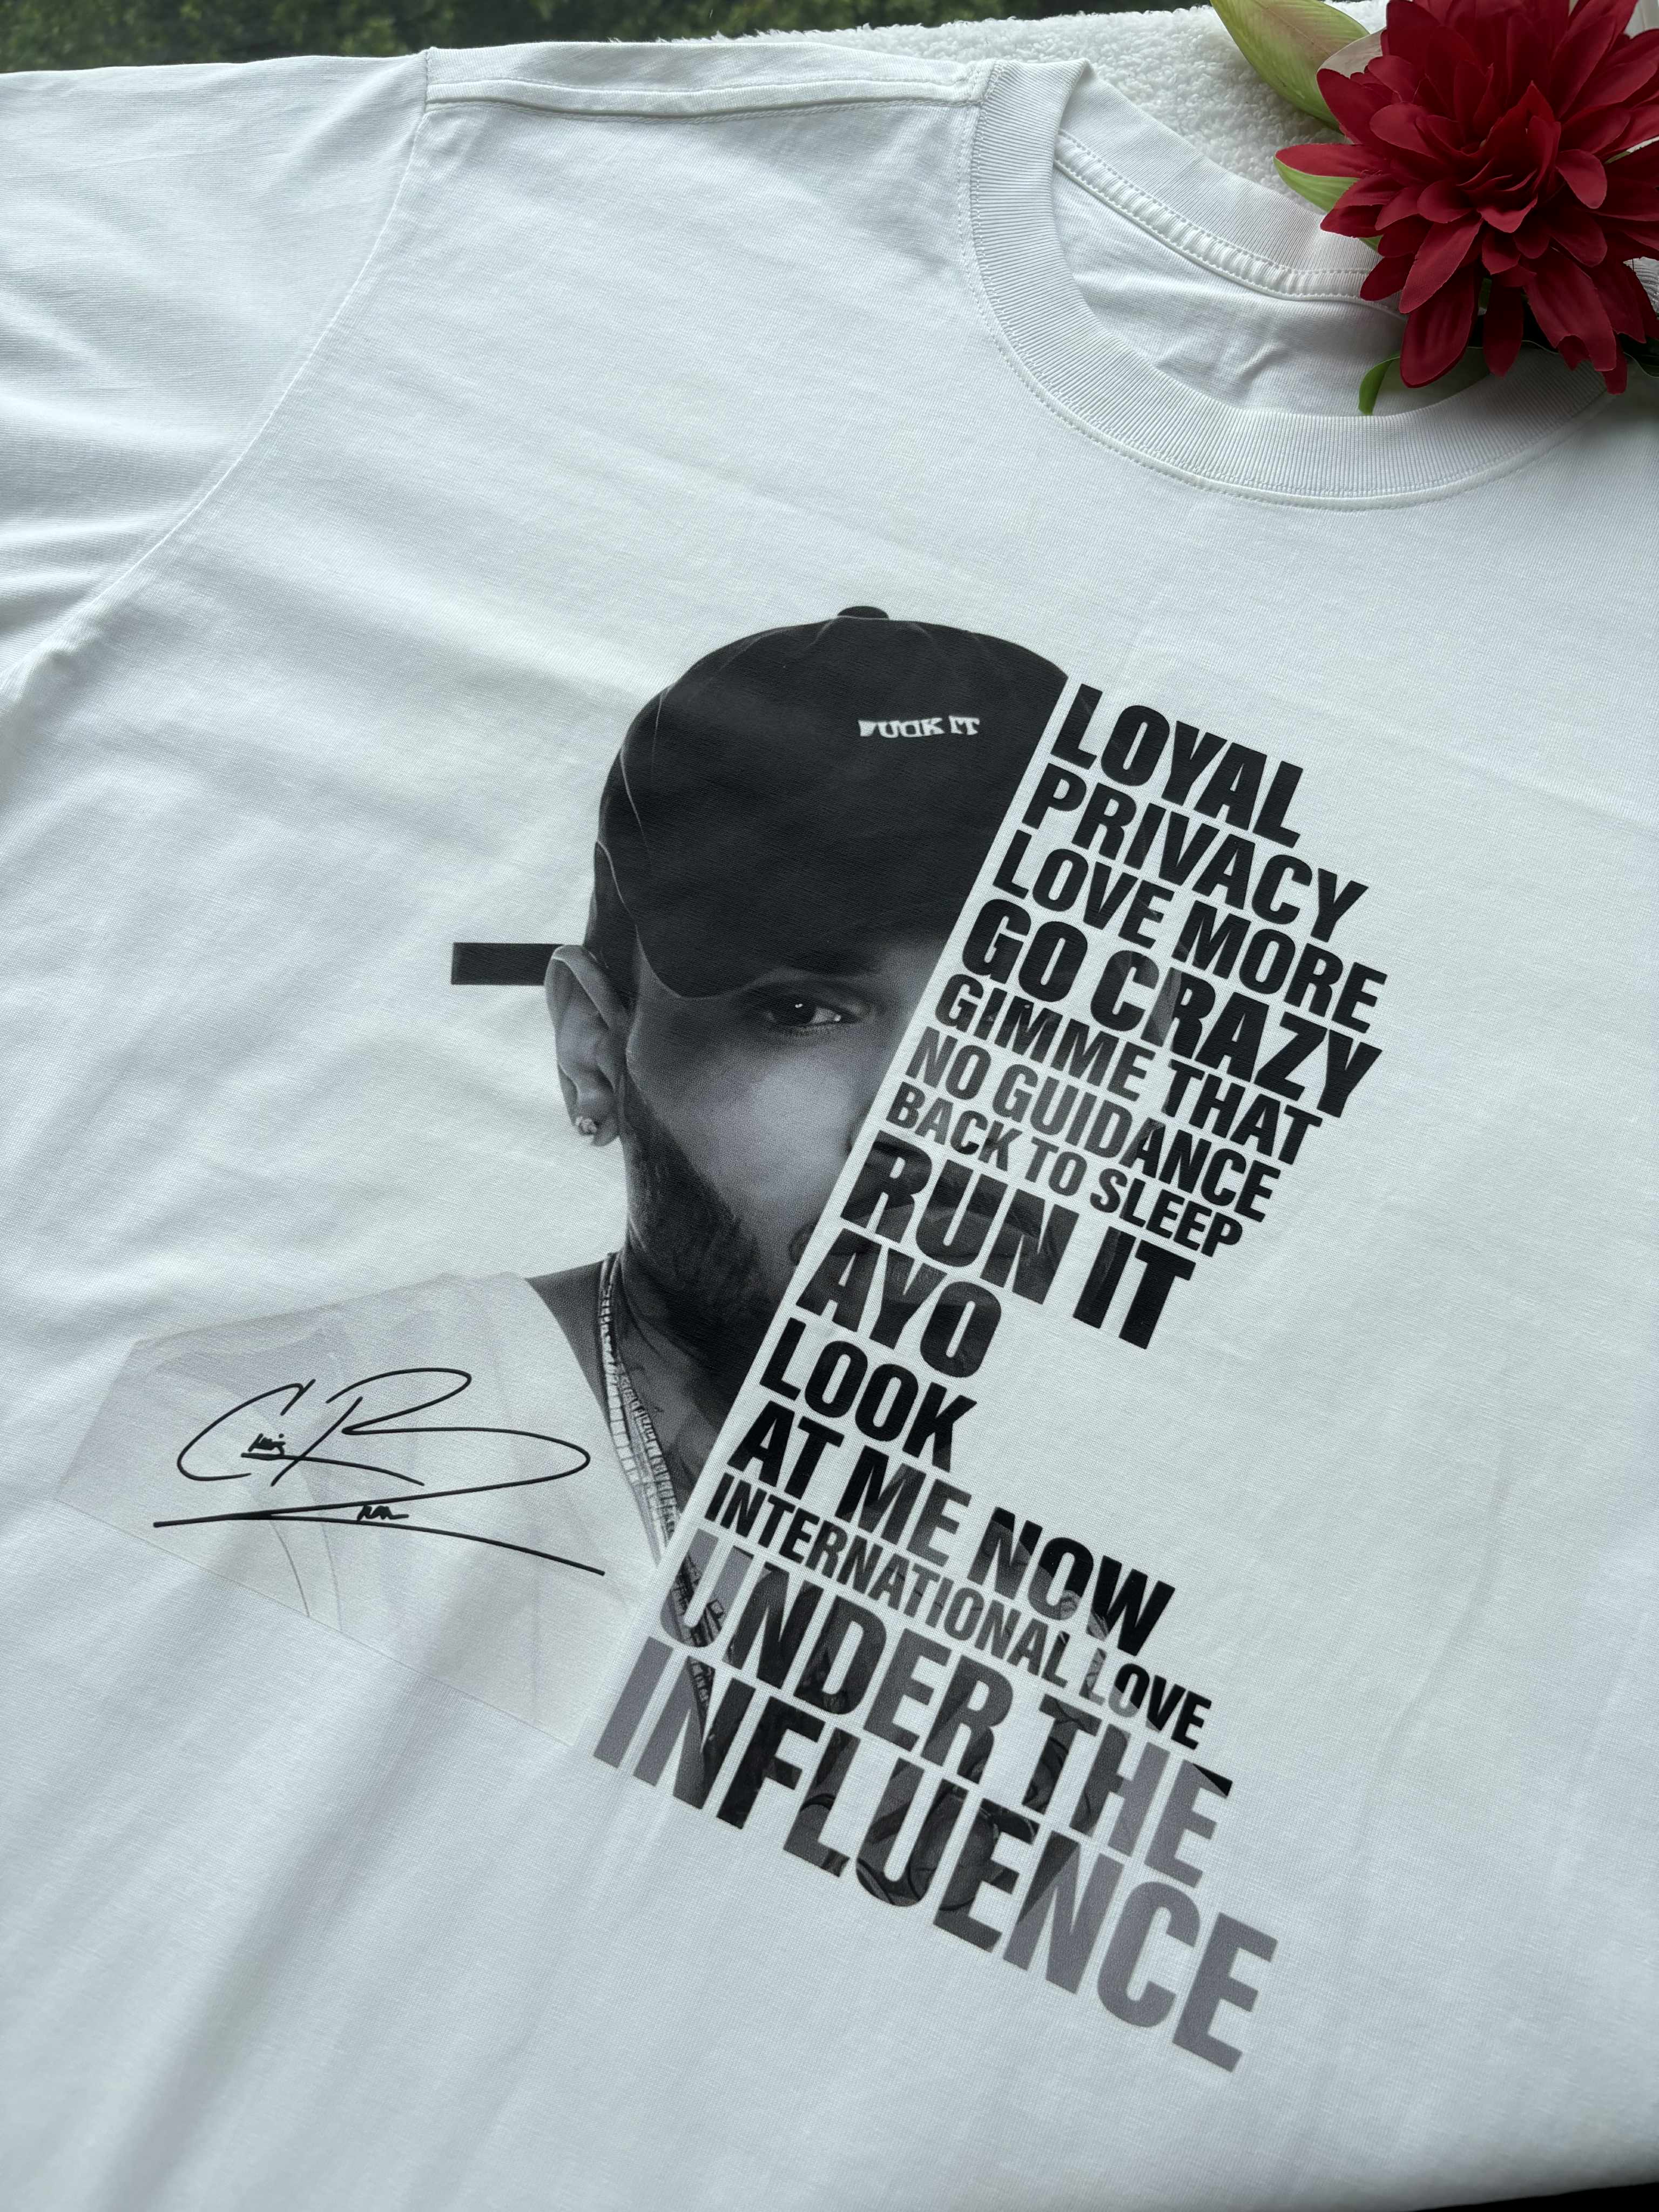 FUCK IT
LOYAL
PRIVACY
LOVE MORE
GO CRAZY
GIMME THAT
NO GUIDANCE
BACK TO SLEEP
RUN IT
AYO
LOOK
AT ME NOW
INTERNATIONAL LOVE
UNDER THE
INFLUENCE